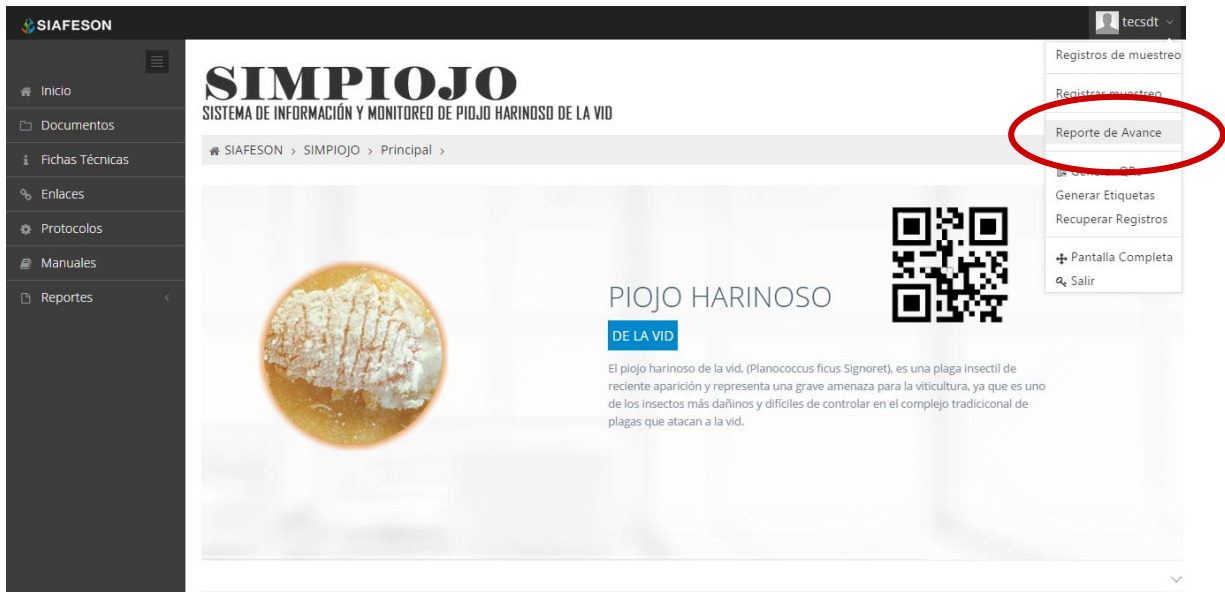 SIAFESON
tecsdt
Inicio
Documentos
Fichas Técnicas
Enlaces
Protocolos
Manuales
Reportes
SIMPIOJO
SISTEMA DE INFORMACIÓN Y MONITOREO DE PIOJO HARINOSO DE LA VID
SIAFESON > SIMPIOJO > Principal >
Registros de muestreo
Registrar muestreo
Reporte de Avance
Generar QRs
Generar Etiquetas
Recuperar Registros
Pantalla Completa
Salir
PIOJO HARINOSO
DE LA VID
El piojo harinoso de la vid, (Planococcus ficus Signoret), es una plaga insectil de
reciente aparición y representa una grave amenaza para la viticultura, ya que es uno
de los insectos más dañinos y difíciles de controlar en el complejo tradiciconal de
plagas que atacan a la vid.